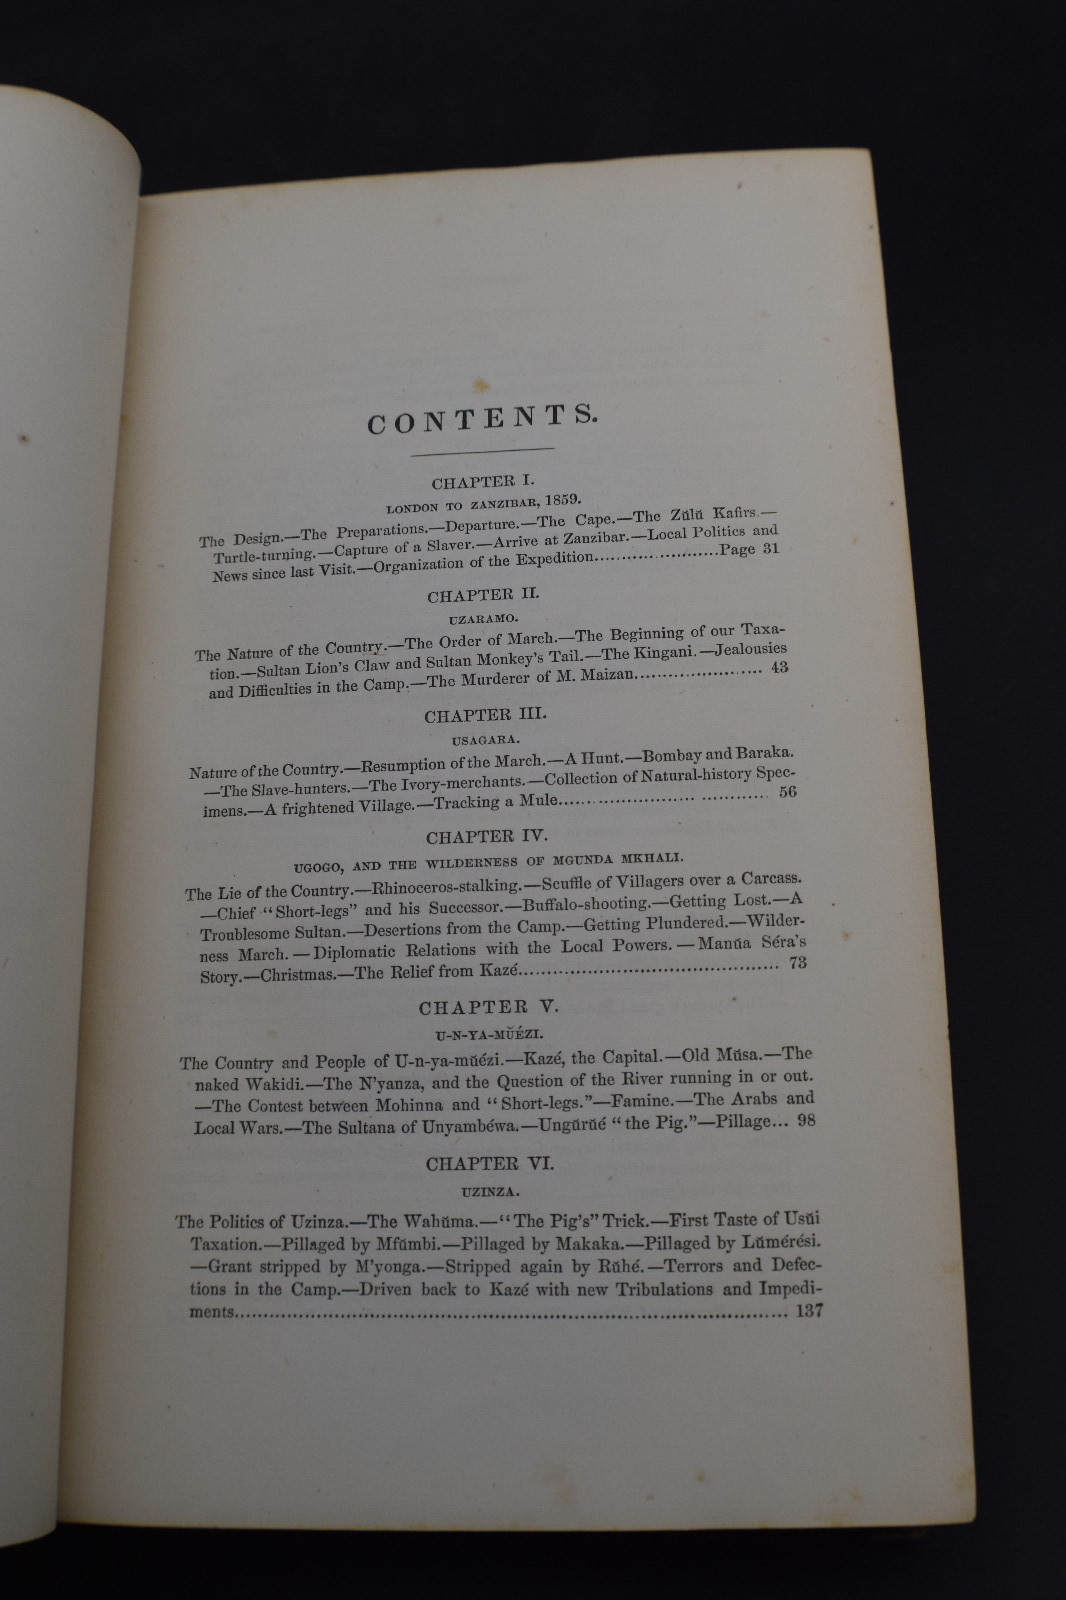 CONTENTS.
CHAPTER I.
LONDON TO ZANZIBAR, 1859.
The Design.—The Preparations.—Departure.—The Cape.—The Zŭlŭ Kafirs.—
Turtle-turning.—Capture of a Slaver.—Arrive at Zanzibar.—Local Politics and
News since last Visit.—Organization of the Expedition......................Page 31
CHAPTER II.
UZARAMO.
The Nature of the Country.—The Order of March.—The Beginning of our Taxa-
tion.—Sultan Lion's Claw and Sultan Monkey's Tail.—The Kingani.—Jealousies
and Difficulties in the Camp.—The Murderer of M. Maizan...................... 43
CHAPTER III.
USAGARA.
Nature of the Country.—Resumption of the March.—A Hunt.—Bombay and Baraka.
—The Slave-hunters.—The Ivory-merchants.—Collection of Natural-history Spec-
imens.—A frightened Village.—Tracking a Mule..................................... 56
CHAPTER IV.
UGOGO, AND THE WILDERNESS OF MGUNDA MKHALI.
The Lie of the Country.—Rhinoceros-stalking.—Scuffle of Villagers over a Carcass.
—Chief "Short-legs" and his Successor.—Buffalo-shooting.—Getting Lost.—A
Troublesome Sultan.—Desertions from the Camp.—Getting Plundered.—Wilder-
ness March.—Diplomatic Relations with the Local Powers.—Manŭa Séra's
Story.—Christmas.—The Relief from Kazé............................................ 73
CHAPTER V.
U-N-YA-MŬÉZI.
The Country and People of U-n-ya-mŭézi.—Kazé, the Capital.—Old Mŭsa.—The
naked Wakidi.—The N'yanza, and the Question of the River running in or out.
—The Contest between Mohinna and "Short-legs."—Famine.—The Arabs and
Local Wars.—The Sultana of Unyambéwa.—Ungŭrŭé "the Pig."—Pillage... 98
CHAPTER VI.
UZINZA.
The Politics of Uzinza.—The Wahŭma.—"The Pig's" Trick.—First Taste of Usŭi
Taxation.—Pillaged by Mfŭmbi.—Pillaged by Makaka.—Pillaged by Lŭmérési.
—Grant stripped by M'yonga.—Stripped again by Rŭhé.—Terrors and Defec-
tions in the Camp.—Driven back to Kazé with new Tribulations and Impedi-
ments.................................................................................... 137